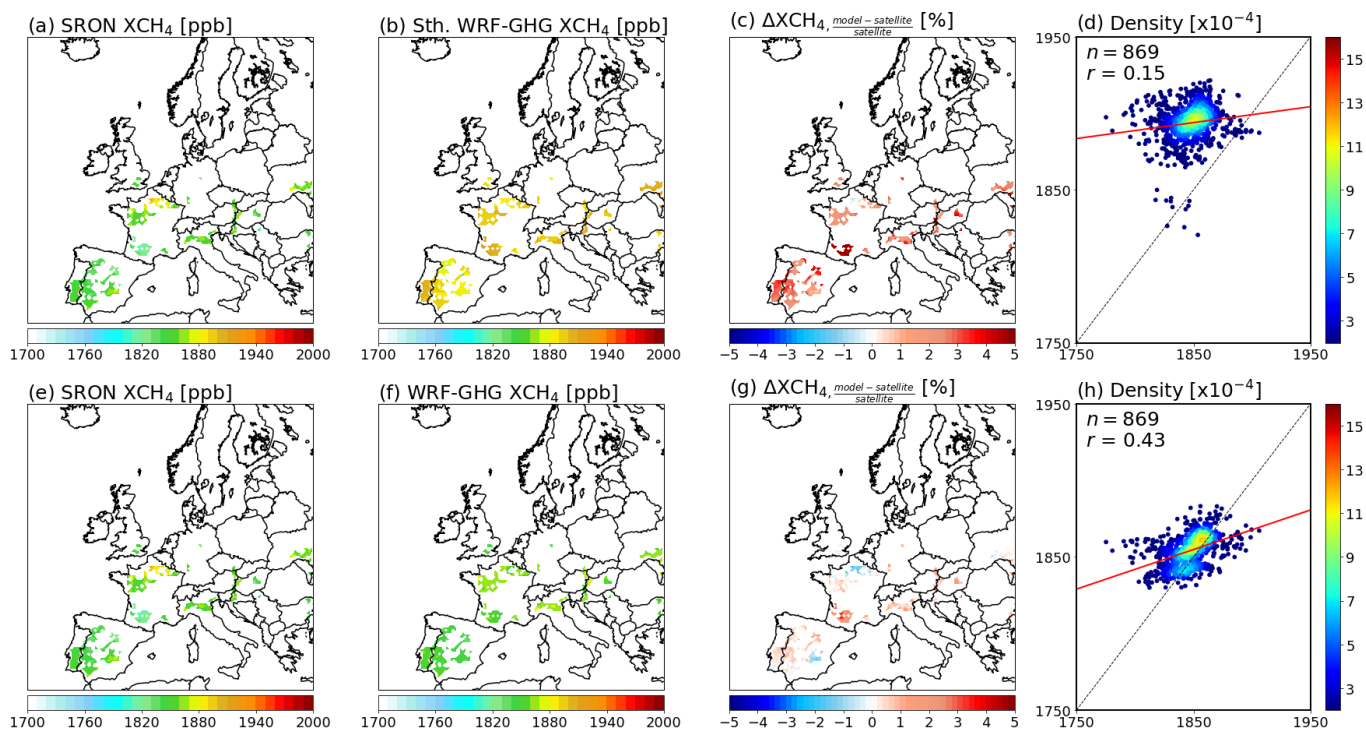 (a) SRON XCH₄ [ppb]
(b) Sth. WRF-GHG XCH₄ [ppb]
(c) ΔXCH₄, model−satellite/satellite [%]
(d) Density [x10⁻⁴]
1950
n = 869
r = 0.15
1850
1750
15
13
11
9
7
5
3
1700 1760 1820 1880 1940 2000
1700 1760 1820 1880 1940 2000
−5 −4 −3 −2 −1 0 1 2 3 4 5
1750 1850 1950
(e) SRON XCH₄ [ppb]
(f) WRF-GHG XCH₄ [ppb]
(g) ΔXCH₄, model−satellite/satellite [%]
(h) Density [x10⁻⁴]
1950
n = 869
r = 0.43
1850
1750
15
13
11
9
7
5
3
1700 1760 1820 1880 1940 2000
1700 1760 1820 1880 1940 2000
−5 −4 −3 −2 −1 0 1 2 3 4 5
1750 1850 1950